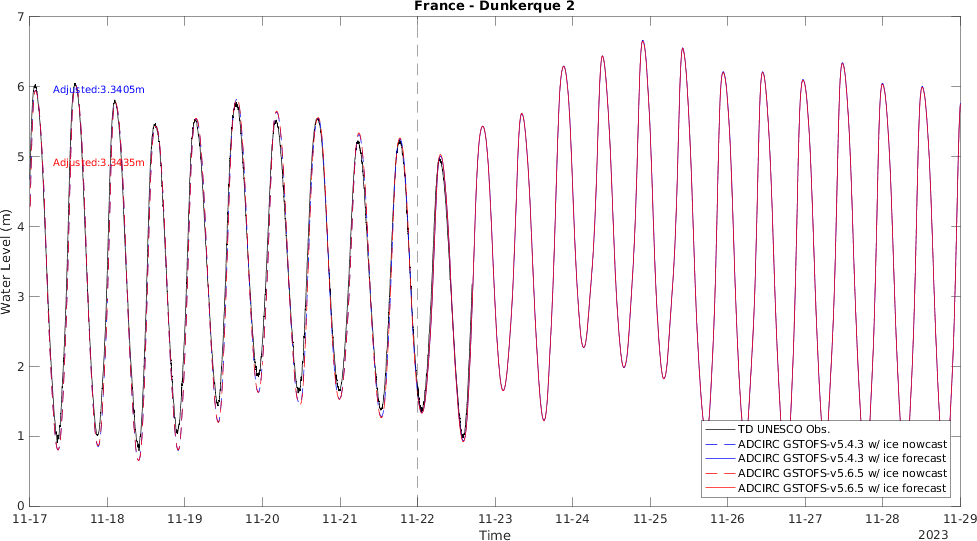 France - Dunkerque 2
7
6
5
4
3
2
1
0
Water Level (m)
Adjusted:3.3405m
Adjusted:3.3435m
TD UNESCO Obs.
ADCIRC GSTOFS-v5.4.3 w/ ice nowcast
ADCIRC GSTOFS-v5.4.3 w/ ice forecast
ADCIRC GSTOFS-v5.6.5 w/ ice nowcast
ADCIRC GSTOFS-v5.6.5 w/ ice forecast
11-17 11-18 11-19 11-20 11-21 11-22 11-23 11-24 11-25 11-26 11-27 11-28 11-29
Time
2023